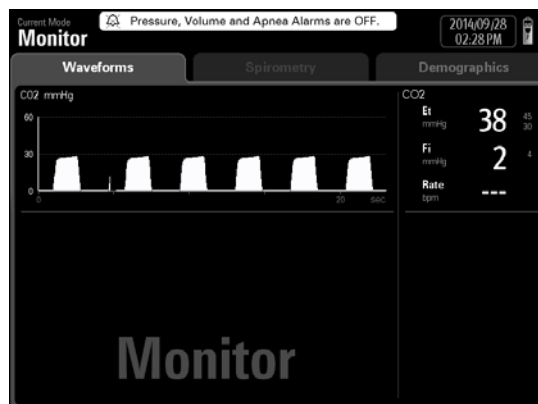 Current Mode
Monitor
Pressure, Volume and Apnea Alarms are OFF.
2014/09/28
02:28 PM
Waveforms
Spirometry
Demographics
CO2 mmHg
60
30
0
0
20
sec
CO2
Et
mmHg
38
45
30
Fi
mmHg
2
4
Rate
bpm
---
Monitor